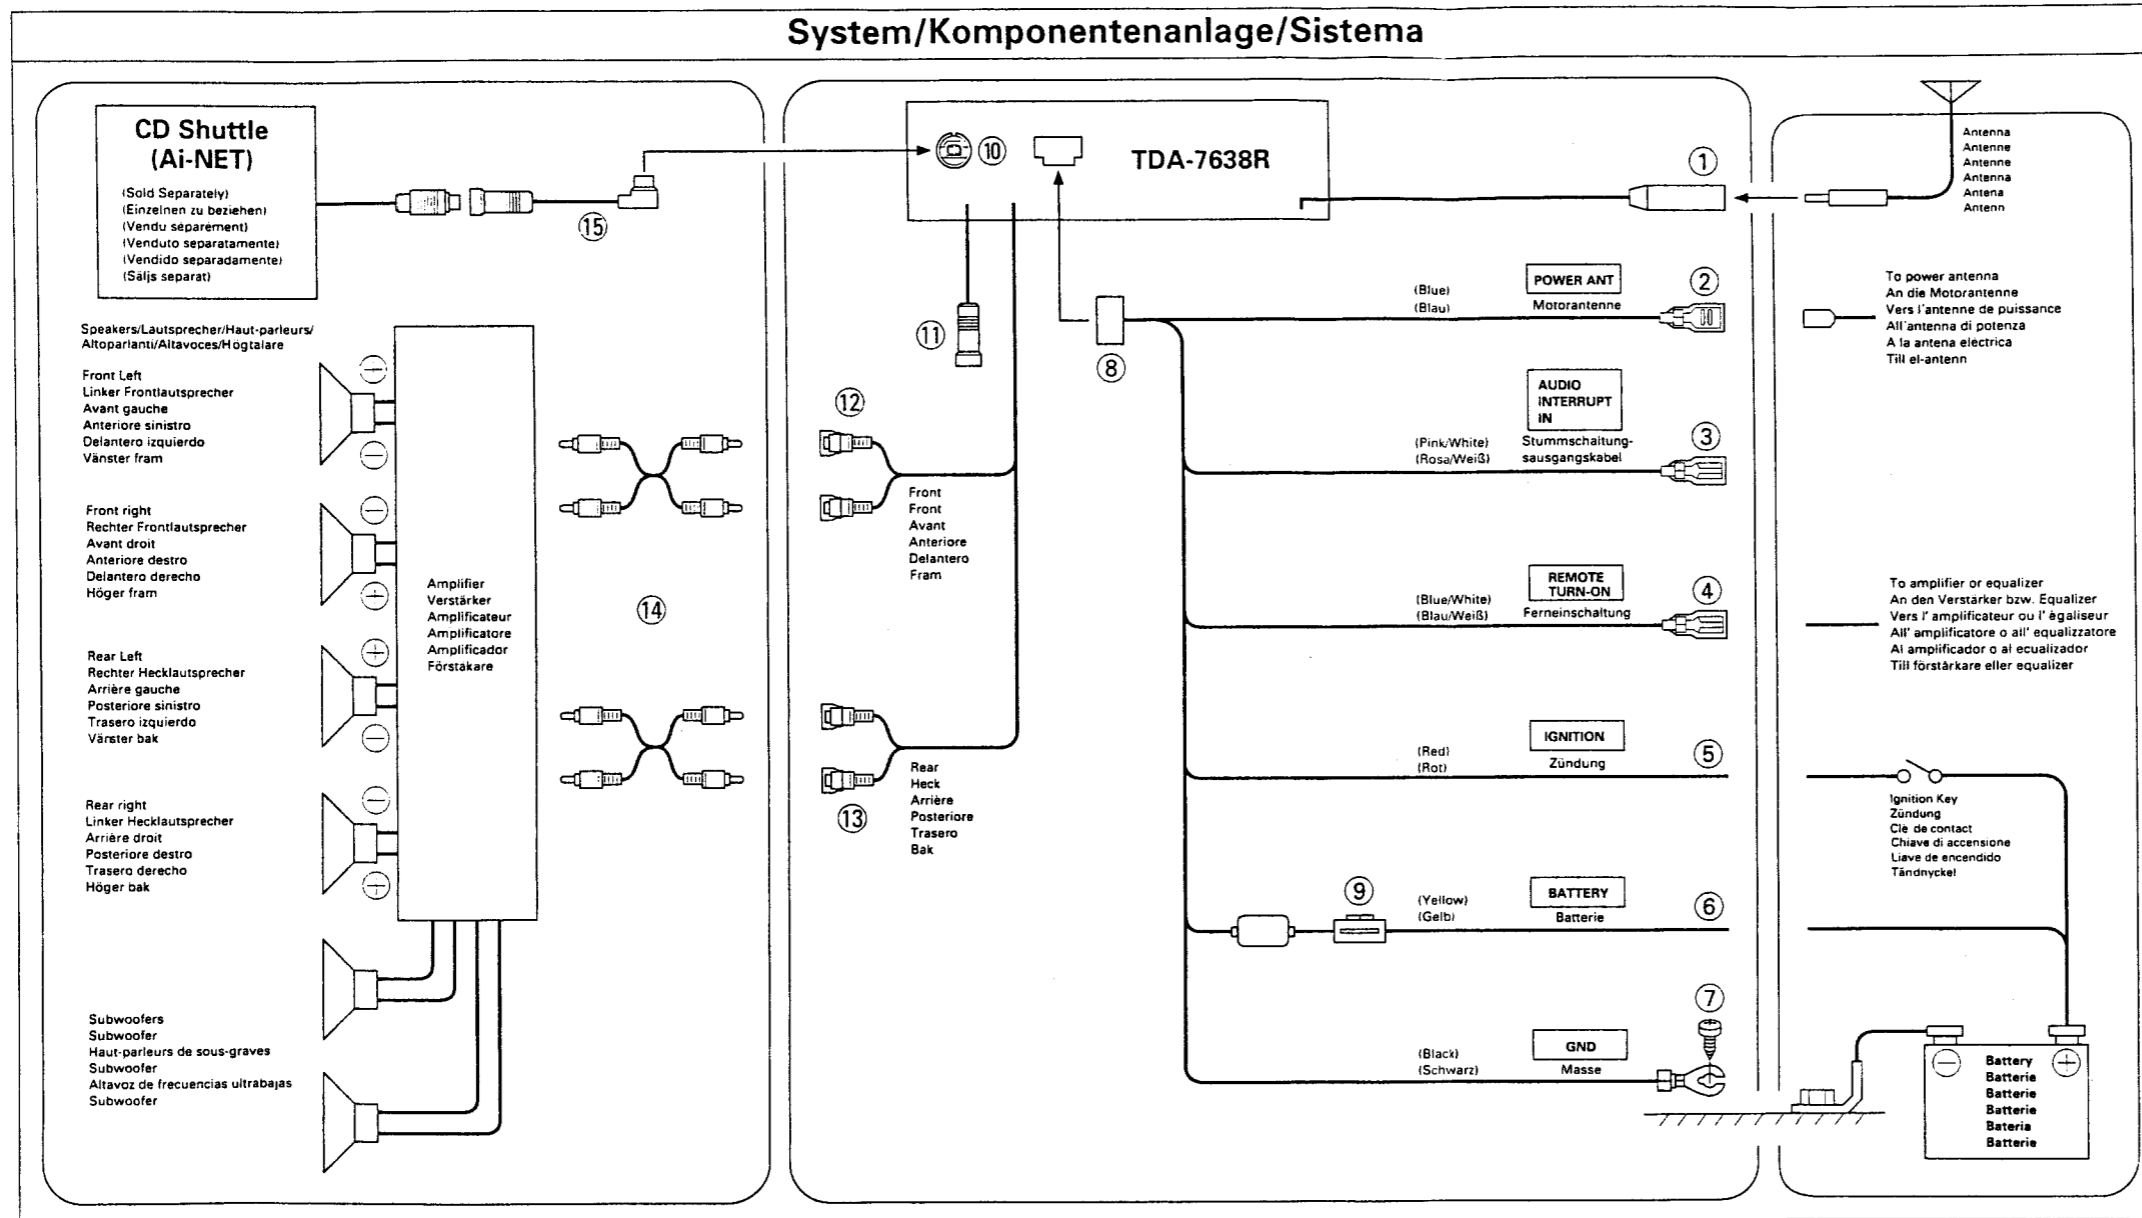 System/Komponentenanlage/Sistema
CD Shuttle
(Ai-NET)
(Sold Separately)
(Einzelnen zu beziehen)
(Vendu séparément)
(Venduto separatamente)
(Vendido separadamente)
(Säljs separat)
15
Speakers/Lautsprecher/Haut-parleurs/
Altoparlanti/Altavoces/Högtalare
Front Left
Linker Frontlautsprecher
Avant gauche
Anteriore sinistro
Delantero izquierdo
Vänster fram
+
−
Front right
Rechter Frontlautsprecher
Avant droit
Anteriore destro
Delantero derecho
Höger fram
−
+
Rear Left
Rechter Hecklautsprecher
Arrière gauche
Posteriore sinistro
Trasero izquierdo
Vänster bak
+
−
Rear right
Linker Hecklautsprecher
Arrière droit
Posteriore destro
Trasero derecho
Höger bak
−
+
Subwoofers
Subwoofer
Haut-parleurs de sous-graves
Subwoofer
Altavoz de frecuencias ultrabajas
Subwoofer
Amplifier
Verstärker
Amplificateur
Amplificatore
Amplificador
Förstakare
14
10
TDA-7638R
11
12
Front
Front
Avant
Anteriore
Delantero
Fram
13
Rear
Heck
Arrière
Posteriore
Trasero
Bak
8
1
(Blue)
(Blau)
POWER ANT
Motorantenne
2
(Pink/White)
(Rosa/Weiß)
AUDIO
INTERRUPT
IN
Stummschaltung-
sausgangskabel
3
(Blue/White)
(Blau/Weiß)
REMOTE
TURN-ON
Ferneinschaltung
4
(Red)
(Rot)
IGNITION
Zündung
5
9
(Yellow)
(Gelb)
BATTERY
Batterie
6
(Black)
(Schwarz)
GND
Masse
7
Antenna
Antenne
Antenne
Antenna
Antena
Antenn
To power antenna
An die Motorantenne
Vers l'antenne de puissance
All'antenna di potenza
A la antena eléctrica
Till el-antenn
To amplifier or equalizer
An den Verstärker bzw. Equalizer
Vers l' amplificateur ou l' ègaliseur
All' amplificatore o all' equalizzatore
Al amplificador o al ecualizador
Till förstärkare eller equalizer
Ignition Key
Zündung
Clè de contact
Chiave di accensione
Liave de encendido
Tändnyckel
−
+
Battery
Batterie
Batterie
Batterie
Bateria
Batterie